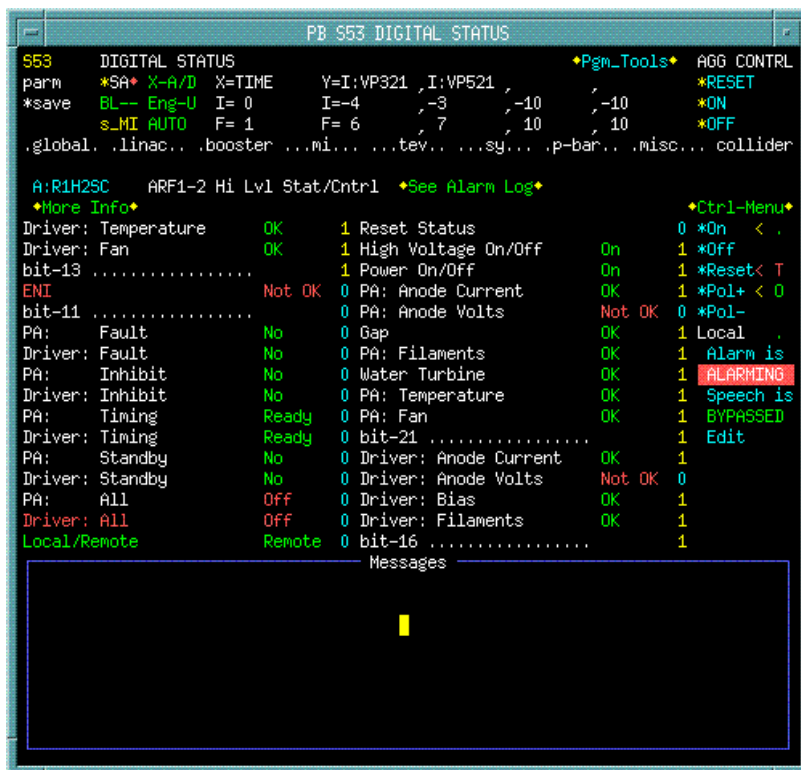 PB S53 DIGITAL STATUS
S53 DIGITAL STATUS ◆Pgm_Tools◆ AGG CONTRL
parm *SA◆ X-A/D X=TIME Y=I:VP321 ,I:VP521 , , *RESET
*save BL-- Eng-U I= 0 I=-4 ,-3 ,-10 ,-10 *ON
s_MI AUTO F= 1 F= 6 , 7 , 10 , 10 *OFF
.global. .linac.. .booster ...mi... ...tev.. ...sy... .p-bar.. .misc... collider
A:R1H2SC ARF1-2 Hi Lvl Stat/Cntrl ◆See Alarm Log◆
◆More Info◆ ◆Ctrl-Menu◆
Driver: Temperature OK 1 Reset Status 0 *On < .
Driver: Fan OK 1 High Voltage On/Off On 1 *Off
bit-13 ................. 1 Power On/Off On 1 *Reset< T
ENI Not OK 0 PA: Anode Current OK 1 *Pol+ < O
bit-11 ................. 0 PA: Anode Volts Not OK 0 *Pol-
PA: Fault No 0 Gap OK 1 Local .
Driver: Fault No 0 PA: Filaments OK 1 Alarm is
PA: Inhibit No 0 Water Turbine OK 1 ALARMING
Driver: Inhibit No 0 PA: Temperature OK 1 Speech is
PA: Timing Ready 0 PA: Fan OK 1 BYPASSED
Driver: Timing Ready 0 bit-21 ................. 1 Edit
PA: Standby No 0 Driver: Anode Current OK 1
Driver: Standby No 0 Driver: Anode Volts Not OK 0
PA: All Off 0 Driver: Bias OK 1
Driver: All Off 0 Driver: Filaments OK 1
Local/Remote Remote 0 bit-16 ................. 1
Messages